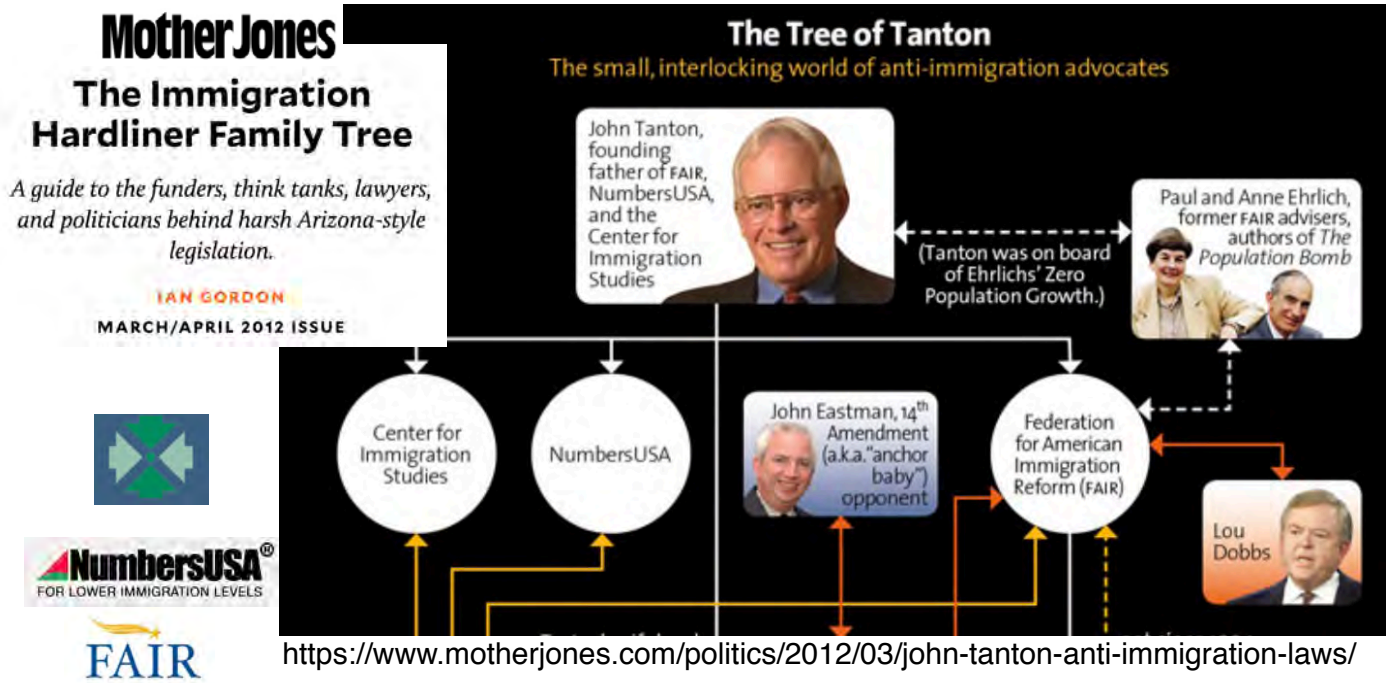 Mother Jones
The Immigration
Hardliner Family Tree
A guide to the funders, think tanks, lawyers,
and politicians behind harsh Arizona-style
legislation.
IAN GORDON
MARCH/APRIL 2012 ISSUE
The Tree of Tanton
The small, interlocking world of anti-immigration advocates
John Tanton,
founding
father of FAIR,
NumbersUSA,
and the
Center for
Immigration
Studies
(Tanton was on board
of Ehrlichs’ Zero
Population Growth.)
Paul and Anne Ehrlich,
former FAIR advisers,
authors of The
Population Bomb
Center for
Immigration
Studies
NumbersUSA
John Eastman, 14th
Amendment
(a.k.a.“anchor
baby”)
opponent
Federation
for American
Immigration
Reform (FAIR)
Lou
Dobbs
NumbersUSA®
FOR LOWER IMMIGRATION LEVELS
FAIR
https://www.motherjones.com/politics/2012/03/john-tanton-anti-immigration-laws/